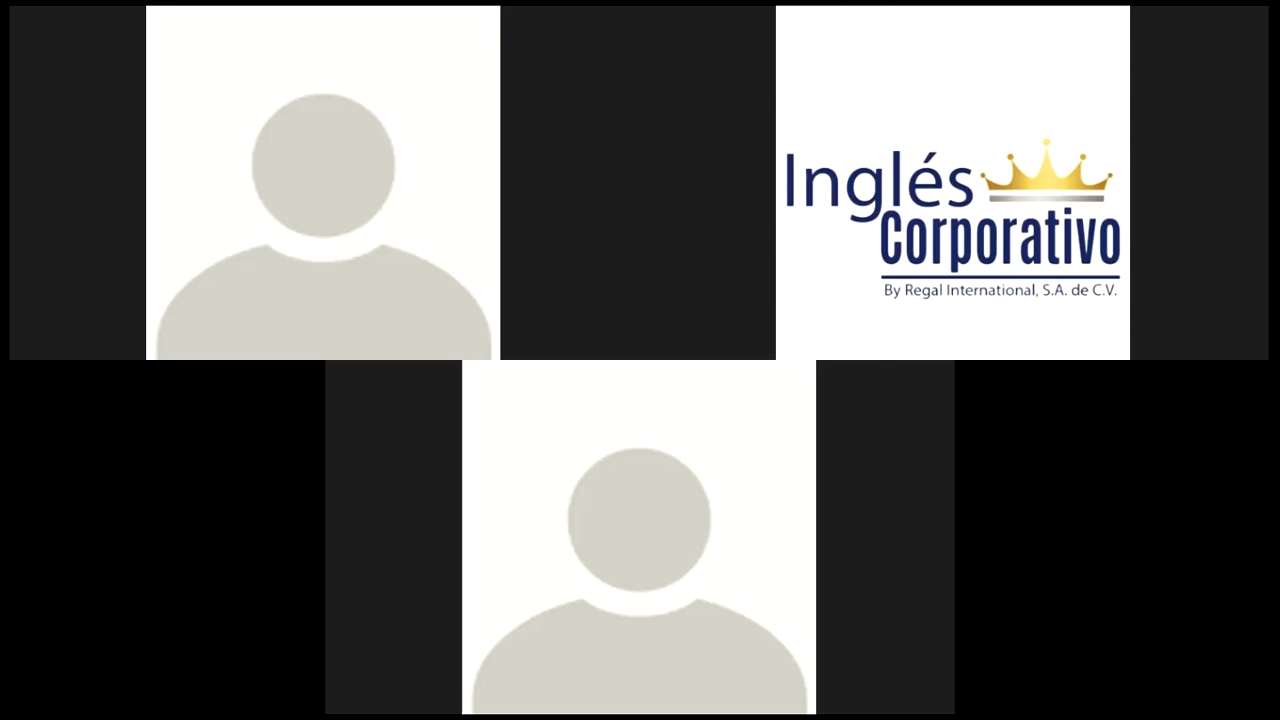 Inglés
Corporativo
By Regal International, S.A. de C.V.